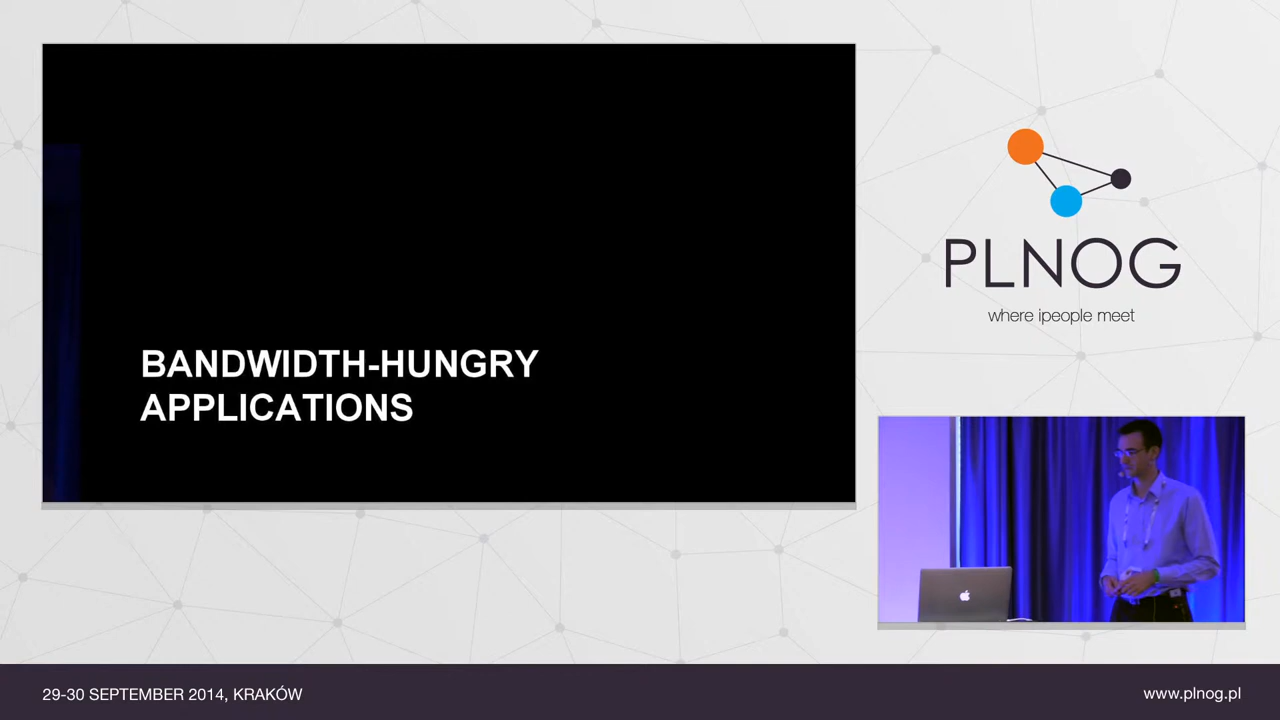 BANDWIDTH-HUNGRY
APPLICATIONS
PLNOG
where ipeople meet
29-30 SEPTEMBER 2014, KRAKÓW
www.plnog.pl